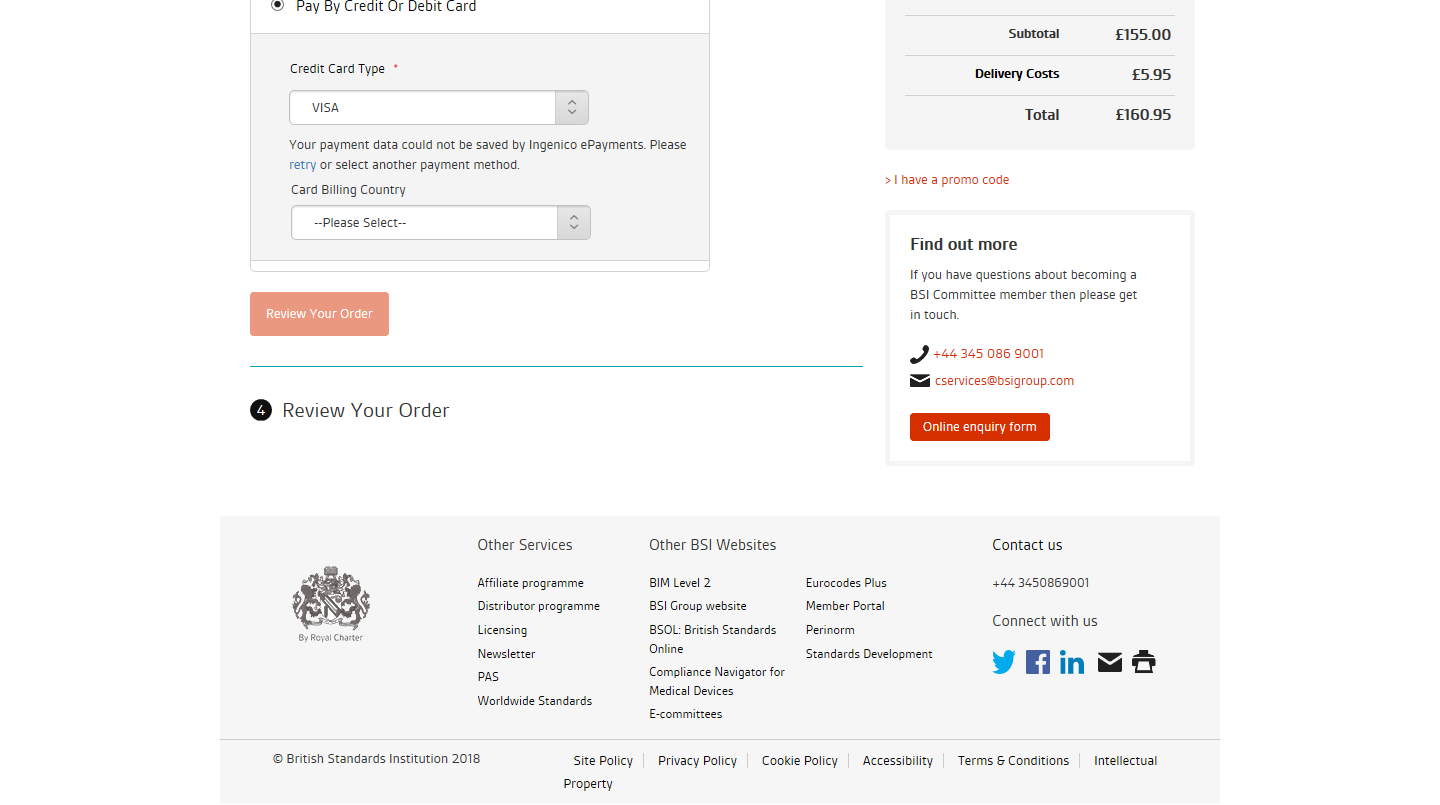 Pay By Credit Or Debit Card
Credit Card Type *
VISA
Your payment data could not be saved by Ingenico ePayments. Please
retry or select another payment method.
Card Billing Country
--Please Select--
Review Your Order
4 Review Your Order
Subtotal £155.00
Delivery Costs £5.95
Total £160.95
> I have a promo code
Find out more
If you have questions about becoming a
BSI Committee member then please get
in touch.
+44 345 086 9001
cservices@bsigroup.com
Online enquiry form
By Royal Charter
Other Services
Affiliate programme
Distributor programme
Licensing
Newsletter
PAS
Worldwide Standards
Other BSI Websites
BIM Level 2
BSI Group website
BSOL: British Standards
Online
Compliance Navigator for
Medical Devices
E-committees
Eurocodes Plus
Member Portal
Perinorm
Standards Development
Contact us
+44 3450869001
Connect with us
© British Standards Institution 2018
Site Policy Privacy Policy Cookie Policy Accessibility Terms & Conditions Intellectual
Property